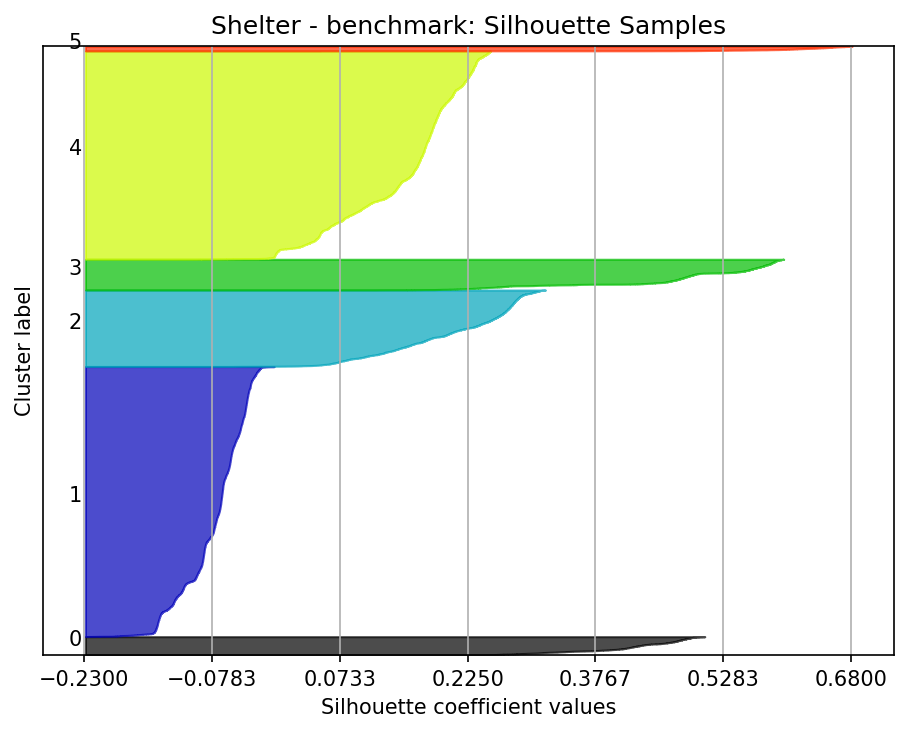 Shelter - benchmark: Silhouette Samples
5
4
3
2
1
0
Cluster label
−0.2300 −0.0783 0.0733 0.2250 0.3767 0.5283 0.6800
Silhouette coefficient values